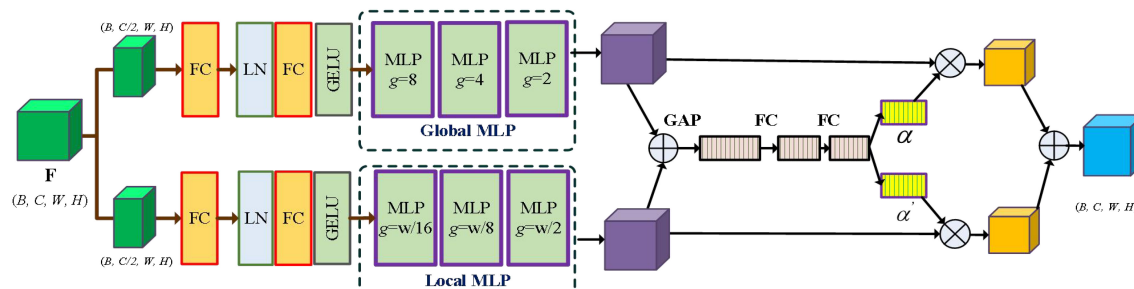 (B, C/2, W, H)
FC
LN
FC
GELU
MLP
g=8
MLP
g=4
MLP
g=2
Global MLP
F
(B, C, W, H)
(B, C/2, W, H)
FC
LN
FC
GELU
MLP
g=w/16
MLP
g=w/8
MLP
g=w/2
Local MLP
GAP
FC
FC
α
α'
(B, C, W, H